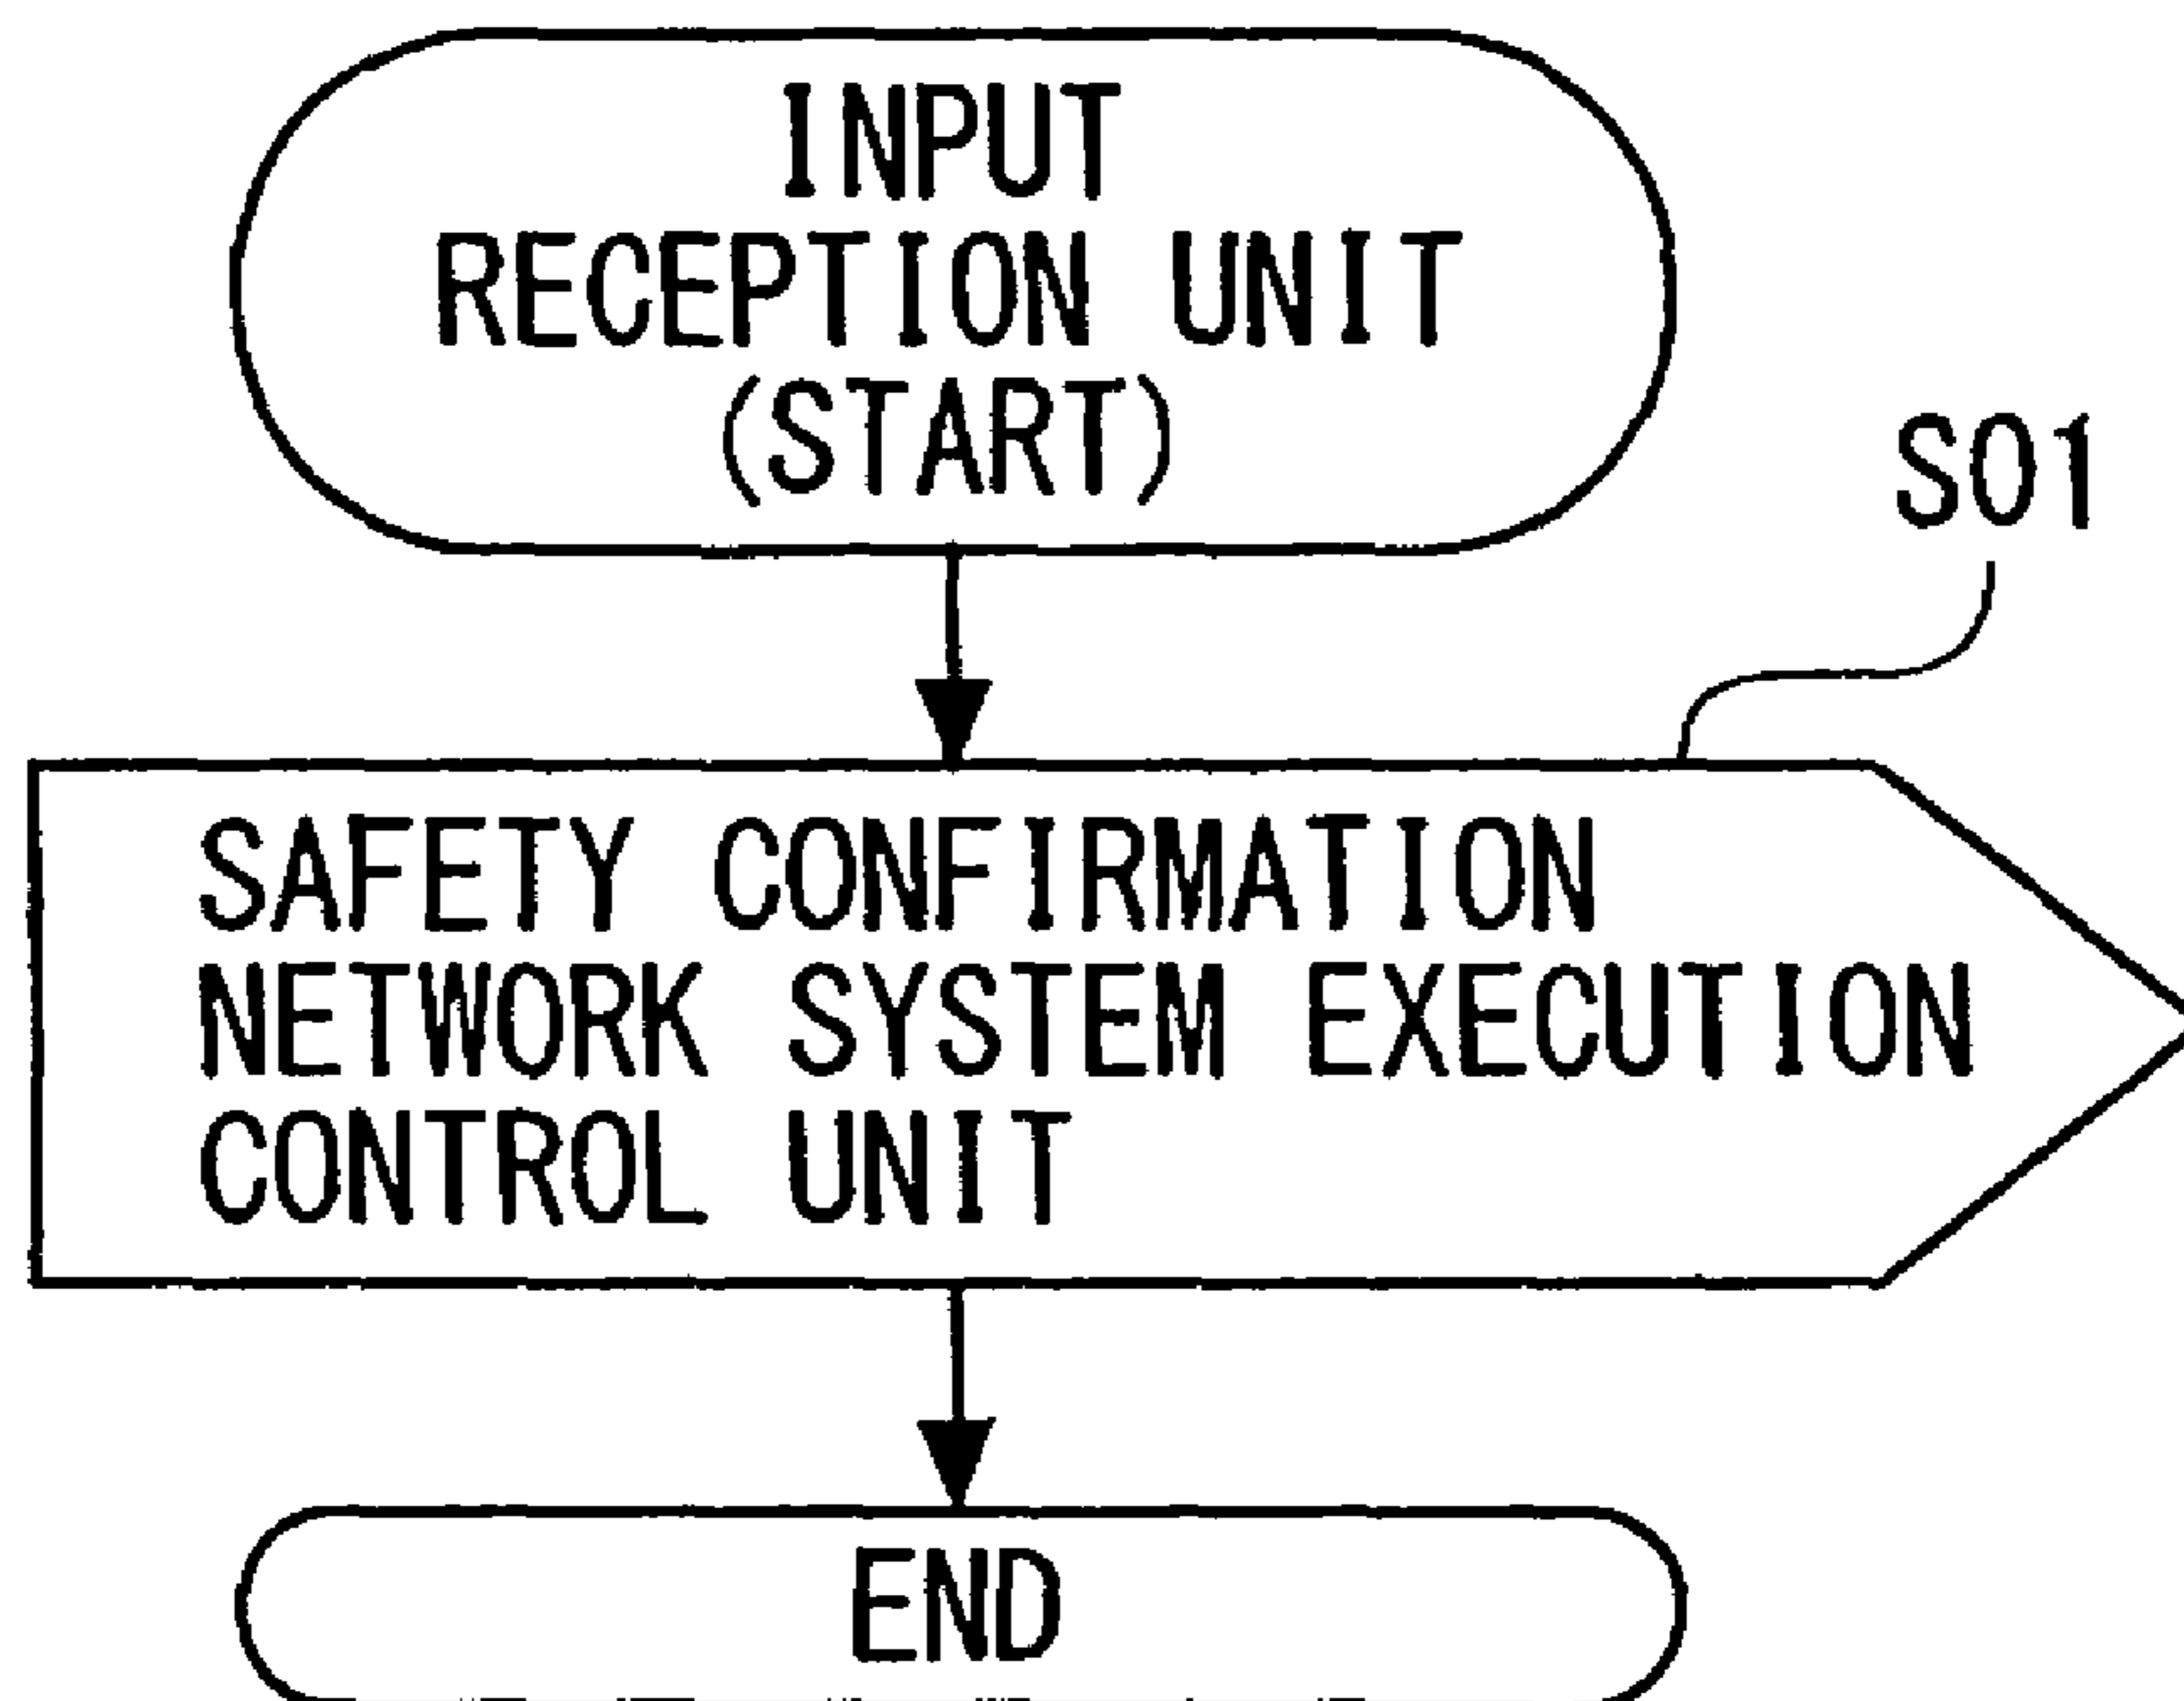 INPUT
RECEPTION UNIT
(START)
S01
SAFETY CONFIRMATION
NETWORK SYSTEM EXECUTION
CONTROL UNIT
END